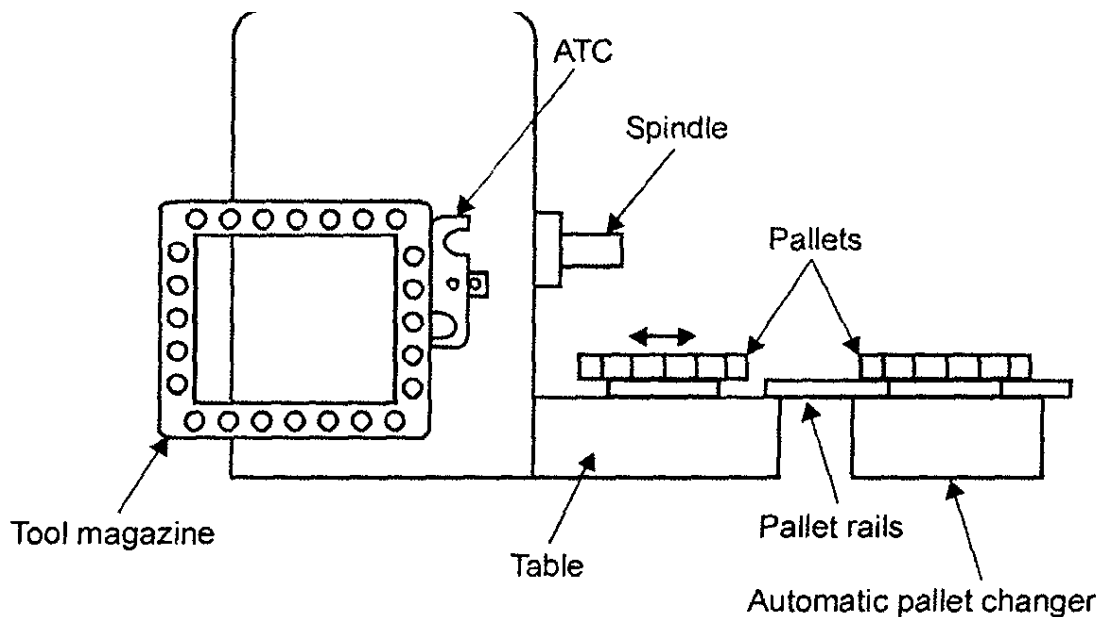 ATC
Spindle
Pallets
Tool magazine
Table
Pallet rails
Automatic pallet changer